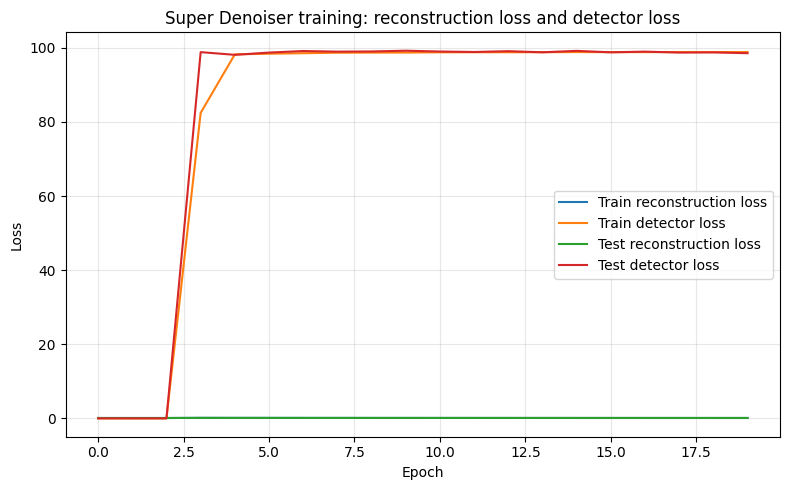 Super Denoiser training: reconstruction loss and detector loss
100
80
60
40
20
0
Loss
Train reconstruction loss
Train detector loss
Test reconstruction loss
Test detector loss
0.0 2.5 5.0 7.5 10.0 12.5 15.0 17.5
Epoch